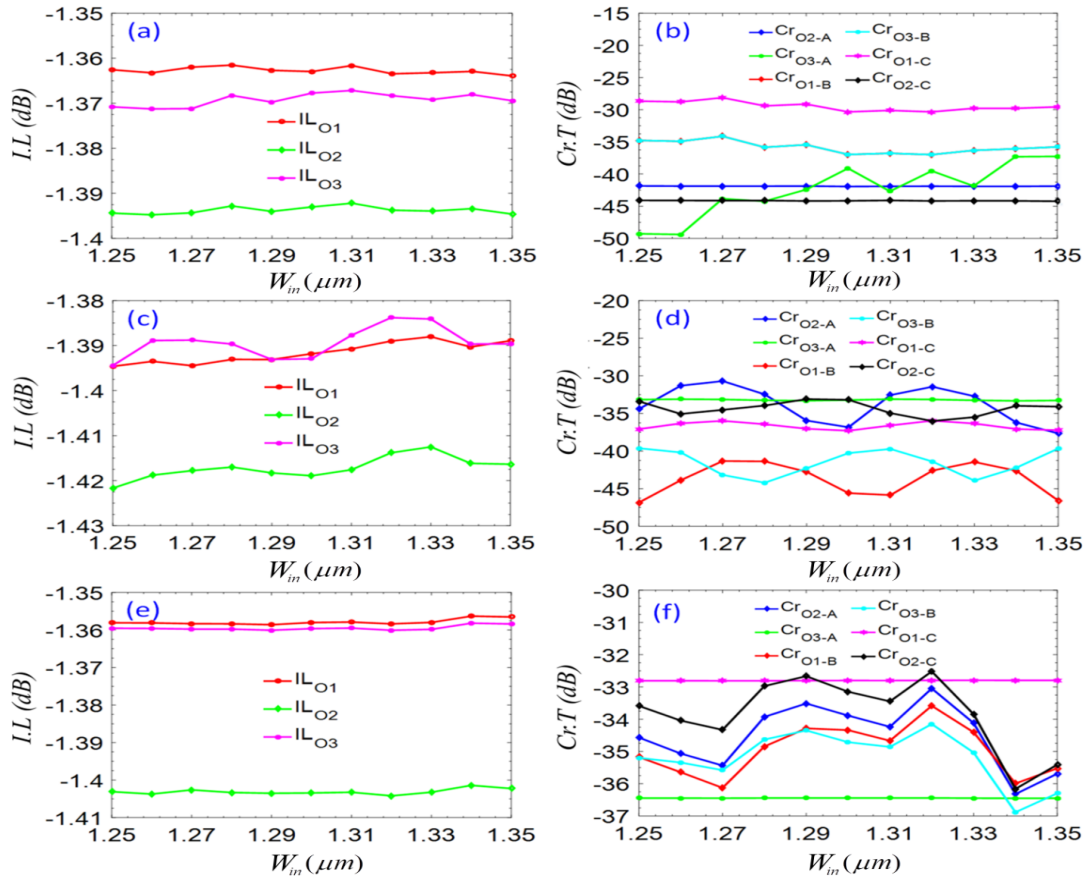 (a)
I.L (dB)
-1.35
-1.36
-1.37
-1.38
-1.39
-1.4
IL_O1
IL_O2
IL_O3
1.25 1.27 1.29 1.31 1.33 1.35
W_in (μm)
(b)
Cr.T (dB)
-15
-20
-25
-30
-35
-40
-45
-50
Cr_O2-A Cr_O3-B
Cr_O3-A Cr_O1-C
Cr_O1-B Cr_O2-C
1.25 1.27 1.29 1.31 1.33 1.35
W_in (μm)
(c)
I.L (dB)
-1.38
-1.39
-1.4
-1.41
-1.42
-1.43
IL_O1
IL_O2
IL_O3
1.25 1.27 1.29 1.31 1.33 1.35
W_in (μm)
(d)
Cr.T (dB)
-20
-25
-30
-35
-40
-45
-50
Cr_O2-A Cr_O3-B
Cr_O3-A Cr_O1-C
Cr_O1-B Cr_O2-C
1.25 1.27 1.29 1.31 1.33 1.35
W_in (μm)
(e)
I.L (dB)
-1.35
-1.36
-1.37
-1.38
-1.39
-1.4
-1.41
IL_O1
IL_O2
IL_O3
1.25 1.27 1.29 1.31 1.33 1.35
W_in (μm)
(f)
Cr.T (dB)
-30
-31
-32
-33
-34
-35
-36
-37
Cr_O2-A Cr_O3-B
Cr_O3-A Cr_O1-C
Cr_O1-B Cr_O2-C
1.25 1.27 1.29 1.31 1.33 1.35
W_in (μm)